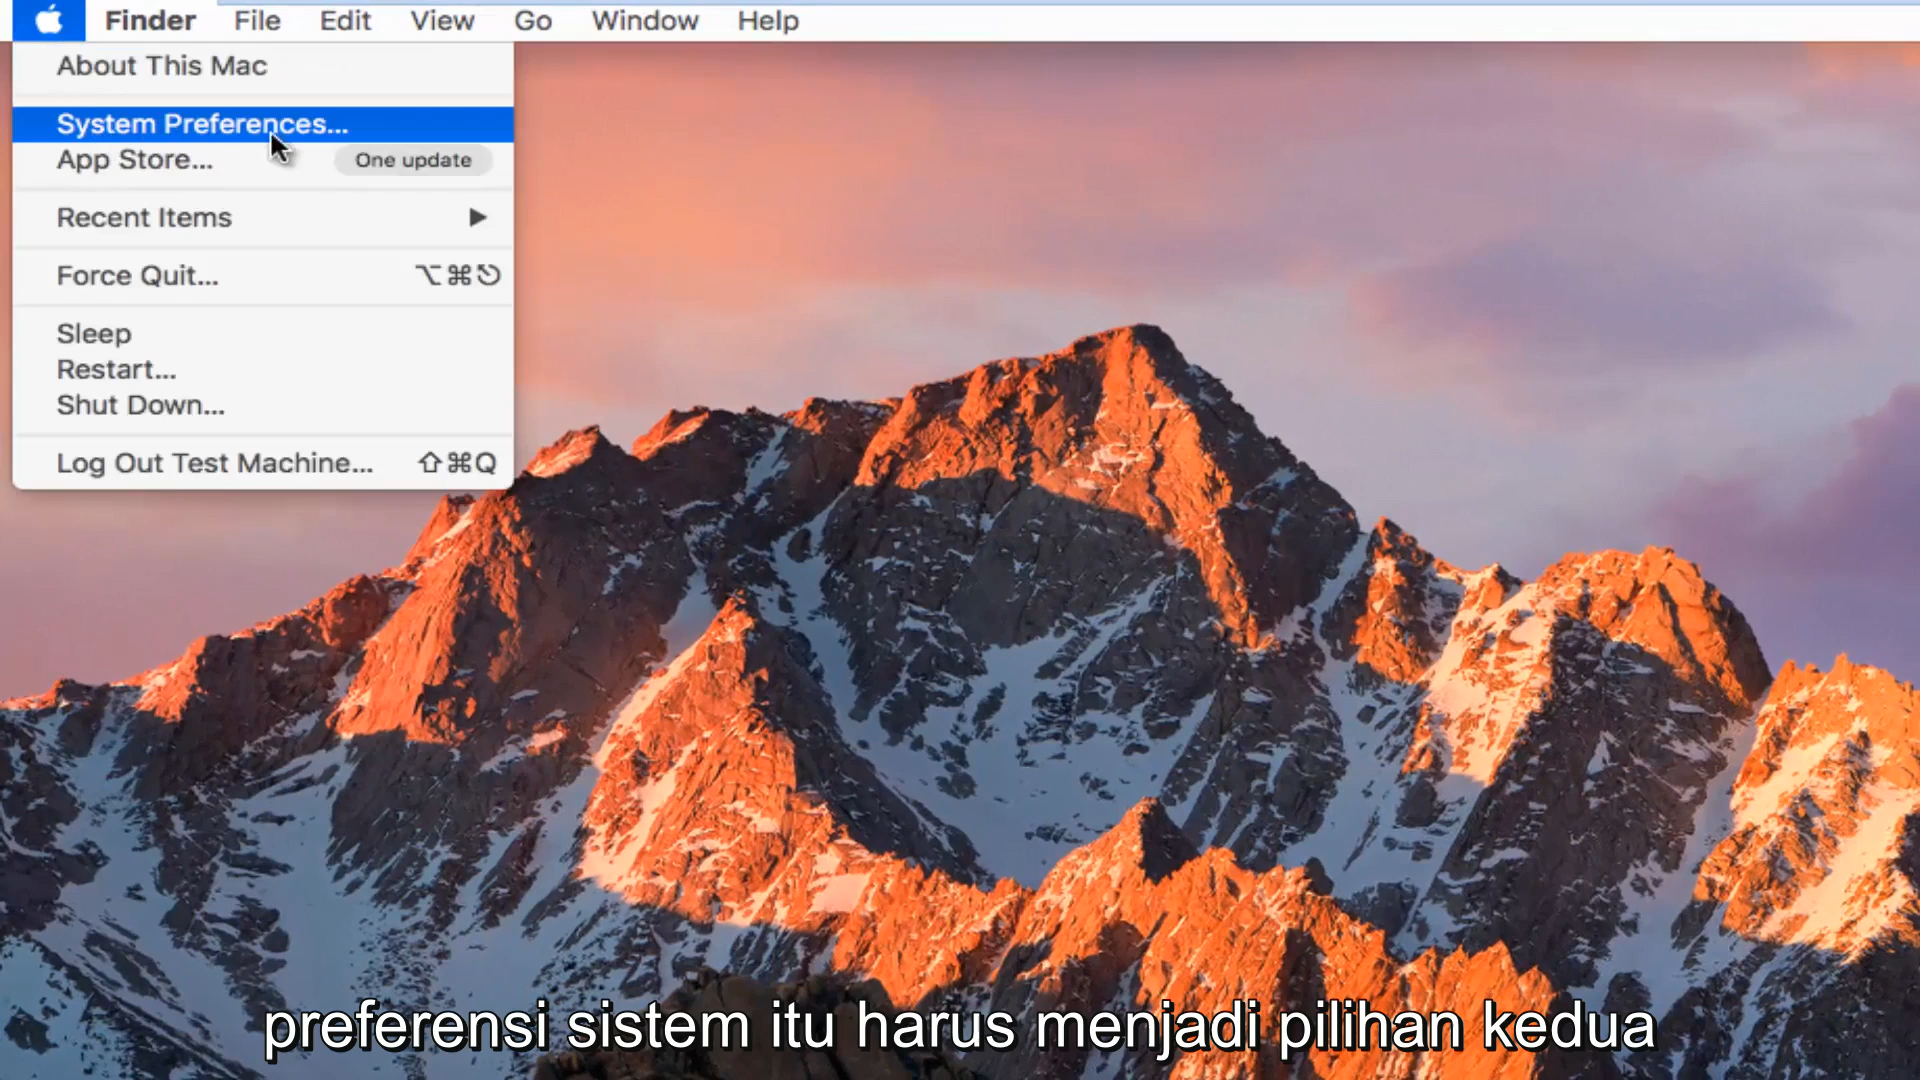 Finder File Edit View Go Window Help
About This Mac
System Preferences...
App Store... One update
Recent Items ▶
Force Quit... ⌥⌘⎋
Sleep
Restart...
Shut Down...
Log Out Test Machine... ⇧⌘Q
preferensi sistem itu harus menjadi pilihan kedua